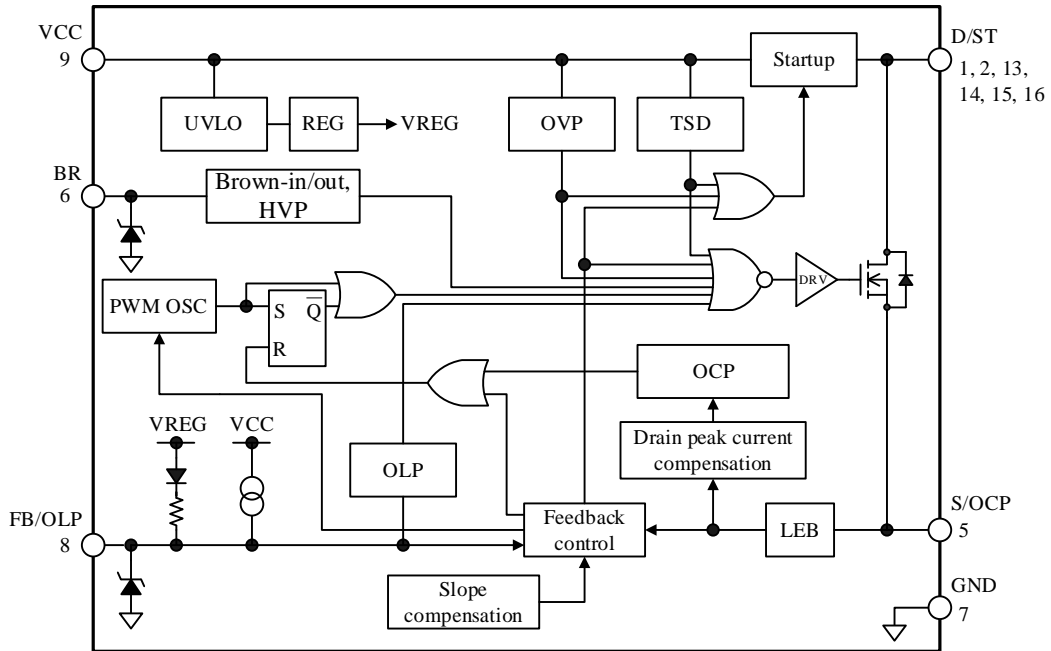 VCC
9
D/ST
1, 2, 13,
14, 15, 16
Startup
UVLO
REG
VREG
OVP
TSD
BR
6
Brown-in/out,
HVP
PWM OSC
S
Q
R
DRV
OCP
VREG
VCC
OLP
Drain peak current
compensation
FB/OLP
8
Feedback
control
LEB
S/OCP
5
Slope
compensation
GND
7